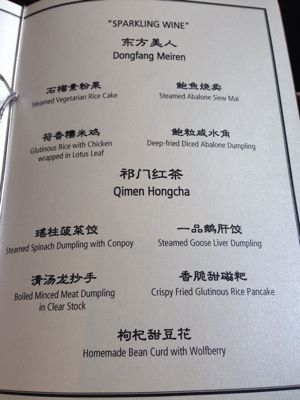 "SPARKLING WINE"
东方美人
Dongfang Meiren
石榴素粉果
Steamed Vegetarian Rice Cake
鲍鱼烧卖
Steamed Abalone Siew Mai
荷香糯米鸡
Glutinous Rice with Chicken
wrapped in Lotus Leaf
鲍粒咸水角
Deep-fried Diced Abalone Dumpling
祁门红茶
Qimen Hongcha
瑤柱菠菜饺
Steamed Spinach Dumpling with Conpoy
一品鹅肝饺
Steamed Goose Liver Dumpling
清汤龙抄手
Boiled Minced Meat Dumpling
in Clear Stock
香脆甜糍粑
Crispy Fried Glutinous Rice Pancake
枸杞甜豆花
Homemade Bean Curd with Wolfberry